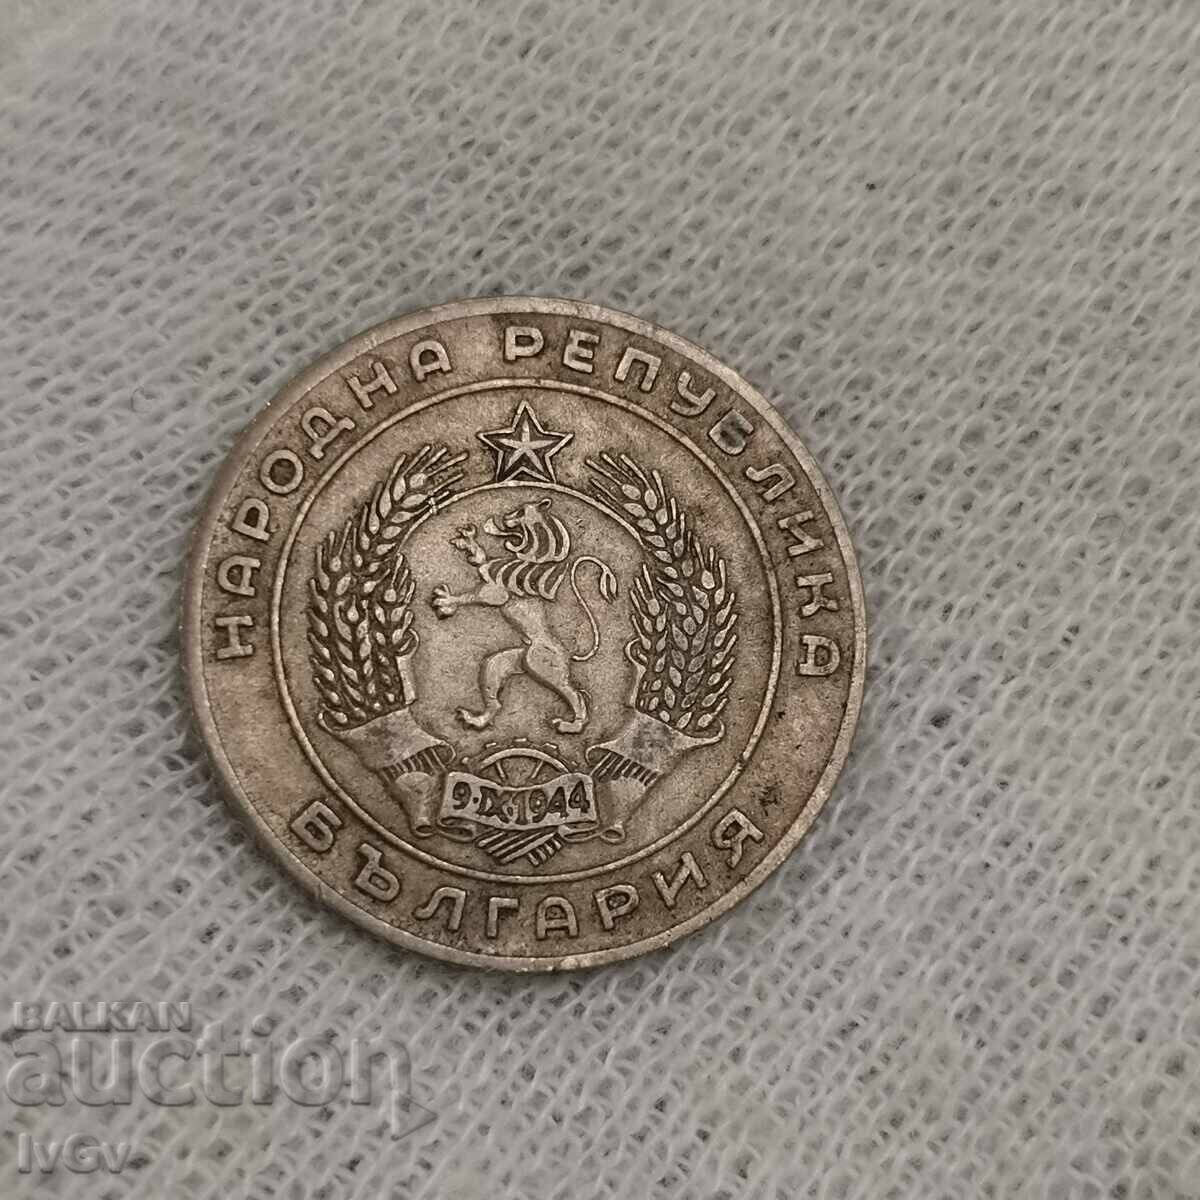 НАРОДНА РЕПУБЛИКА
9·IX·1944
БЪЛГАРИЯ
BALKAN
auction
IvGv